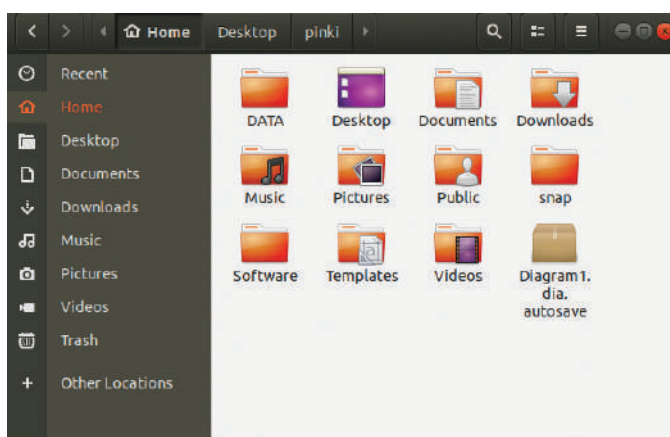 Home Desktop pinki
Recent
Home
Desktop
Documents
Downloads
Music
Pictures
Videos
Trash
Other Locations
DATA Desktop Documents Downloads
Music Pictures Public snap
Software Templates Videos Diagram1.
dia.
autosave